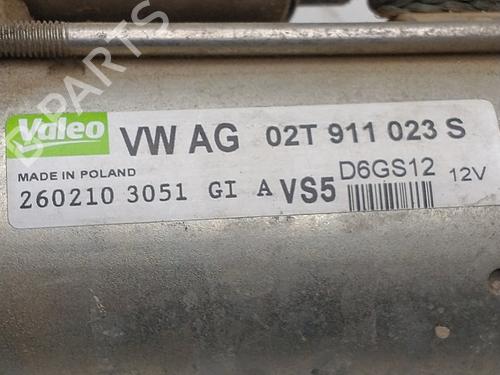 Valeo VW AG 02T 911 023 S
MADE IN POLAND D6GS12 12V
260210 3051 GI A VS5